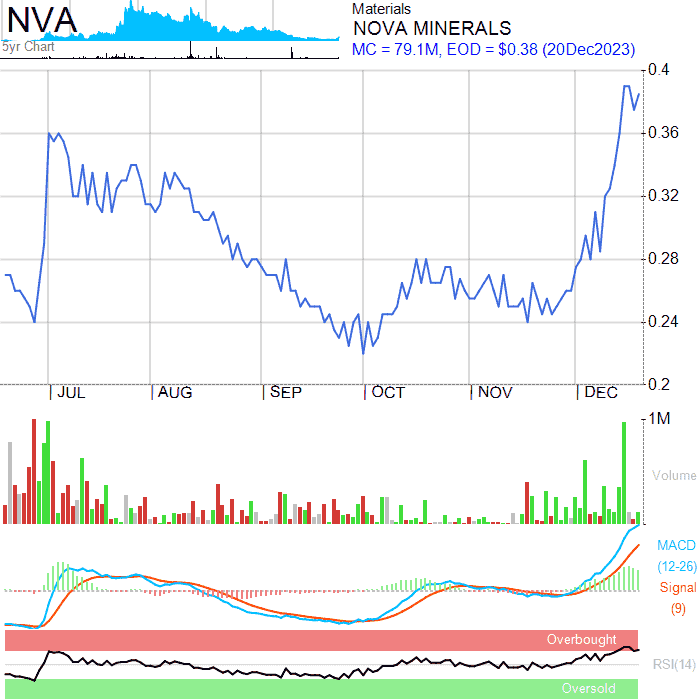 NVA
5yr Chart
Materials
NOVA MINERALS
MC = 79.1M, EOD = $0.38 (20Dec2023)
0.4
0.36
0.32
0.28
0.24
0.2
JUL AUG SEP OCT NOV DEC
1M
Volume
MACD
(12-26)
Signal
(9)
Overbought
RSI(14)
Oversold